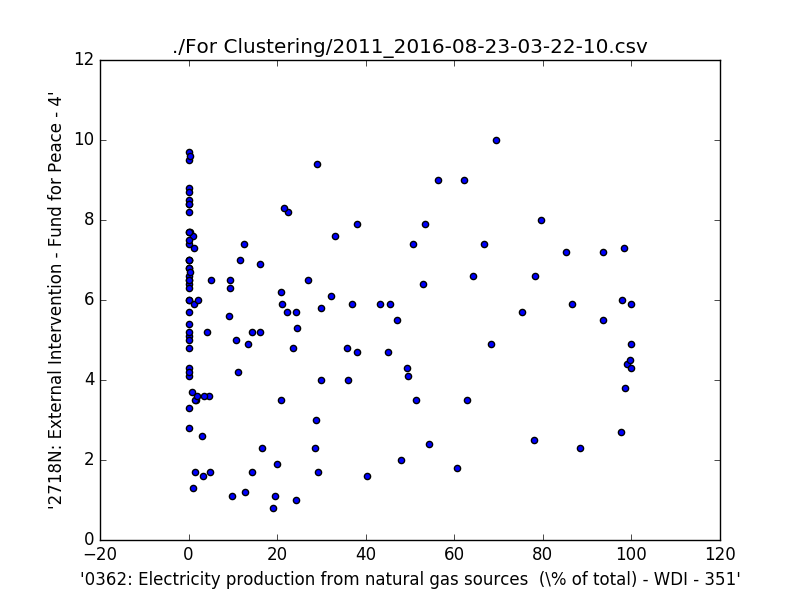 ./For Clustering/2011_2016-08-23-03-22-10.csv
12
10
8
6
4
2
0
'2718N: External Intervention - Fund for Peace - 4'
−20 0 20 40 60 80 100 120
'0362: Electricity production from natural gas sources  (\% of total) - WDI - 351'